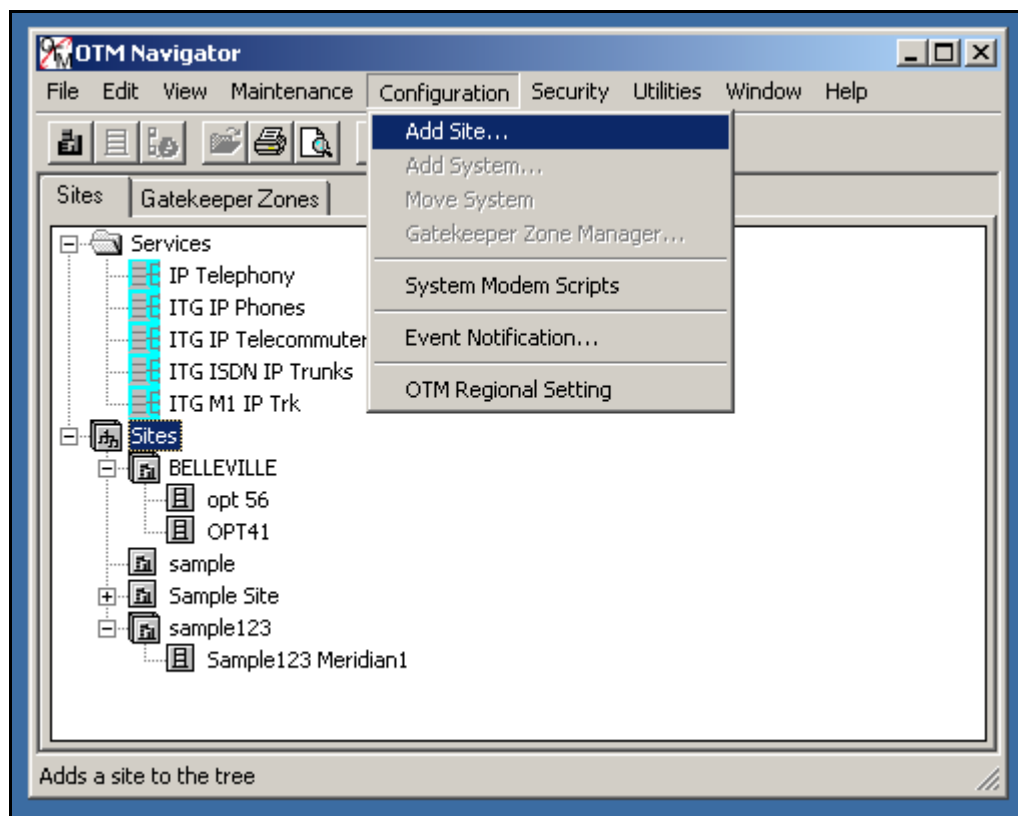 OTM Navigator
File Edit View Maintenance Configuration Security Utilities Window Help
Add Site...
Add System...
Move System
Gatekeeper Zone Manager...
System Modem Scripts
Event Notification...
OTM Regional Setting
Sites Gatekeeper Zones
Services
IP Telephony
ITG IP Phones
ITG IP Telecommuter
ITG ISDN IP Trunks
ITG M1 IP Trk
Sites
BELLEVILLE
opt 56
OPT41
sample
Sample Site
sample123
Sample123 Meridian1
Adds a site to the tree